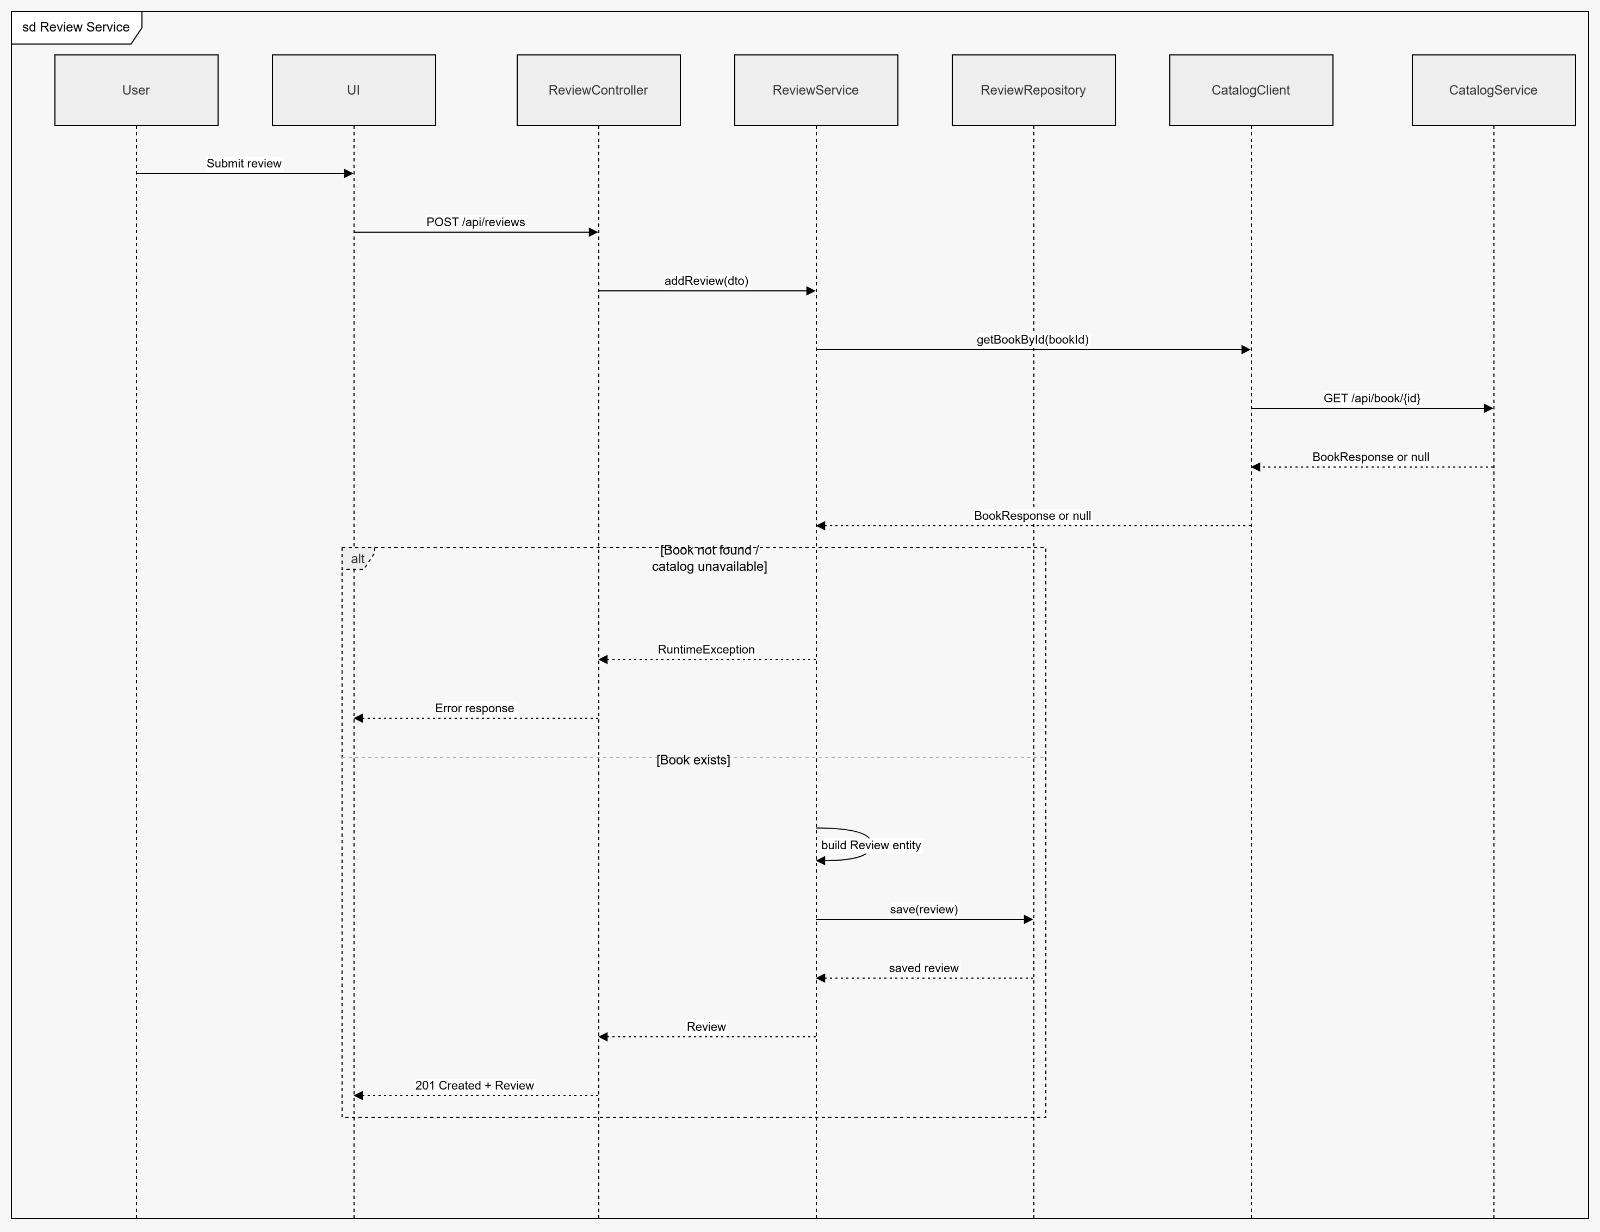 sd Review Service
User
UI
ReviewController
ReviewService
ReviewRepository
CatalogClient
CatalogService
Submit review
POST /api/reviews
addReview(dto)
getBookById(bookId)
GET /api/book/{id}
BookResponse or null
BookResponse or null
alt
[Book not found /
catalog unavailable]
RuntimeException
Error response
[Book exists]
build Review entity
save(review)
saved review
Review
201 Created + Review